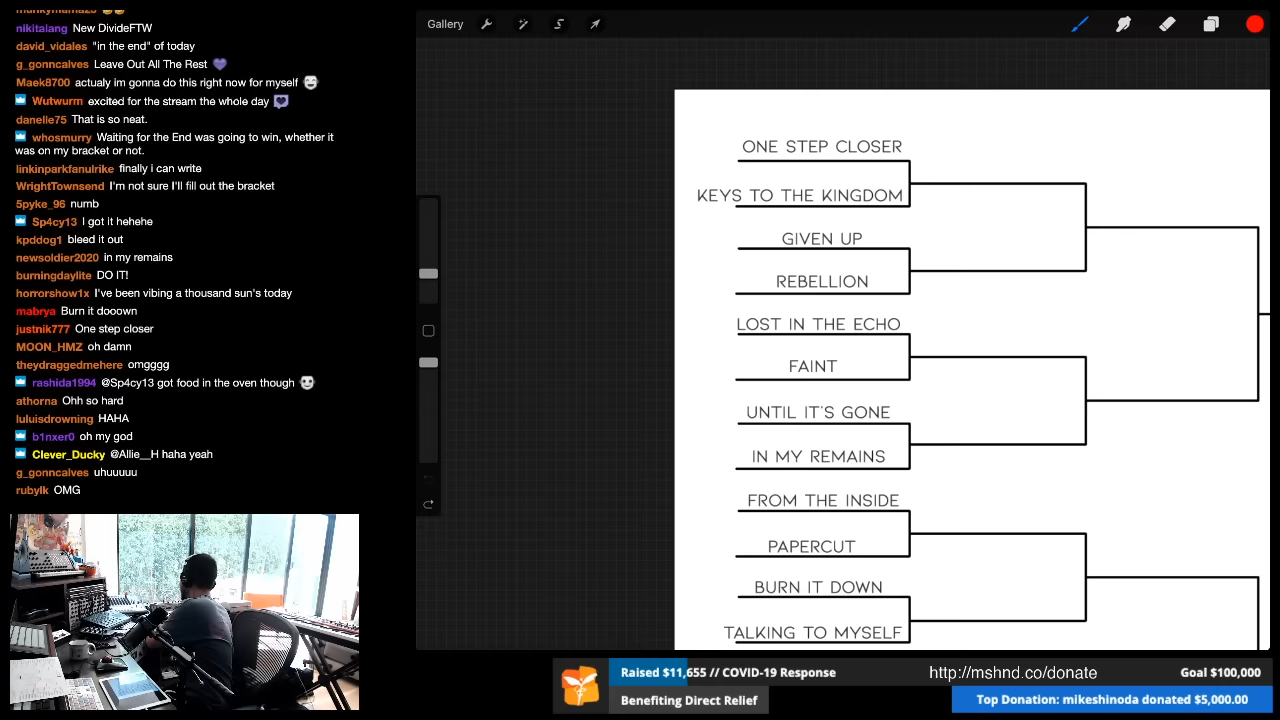 nikitalang New DivideFTW
david_vidales "in the end" of today
g_gonncalves Leave Out All The Rest
Maek8700 actualy im gonna do this right now for myself
Wutwurm excited for the stream the whole day
danelle75 That is so neat.
whosmurry Waiting for the End was going to win, whether it
was on my bracket or not.
linkinparkfanulrike finally i can write
WrightTownsend I'm not sure I'll fill out the bracket
5pyke_96 numb
Sp4cy13 I got it hehehe
kpddog1 bleed it out
newsoldier2020 in my remains
burningdaylite DO IT!
horrorshow1x I've been vibing a thousand sun's today
mabrya Burn it dooown
justnik777 One step closer
MOON_HMZ oh damn
theydraggedmehere omgggg
rashida1994 @Sp4cy13 got food in the oven though
athorna Ohh so hard
luluisdrowning HAHA
b1nxer0 oh my god
Clever_Ducky @Allie__H haha yeah
g_gonncalves uhuuuuu
rubylk OMG
Gallery
ONE STEP CLOSER
KEYS TO THE KINGDOM
GIVEN UP
REBELLION
LOST IN THE ECHO
FAINT
UNTIL IT'S GONE
IN MY REMAINS
FROM THE INSIDE
PAPERCUT
BURN IT DOWN
TALKING TO MYSELF
Raised $11,655 // COVID-19 Response
http://mshnd.co/donate
Goal $100,000
Benefiting Direct Relief
Top Donation: mikeshinoda donated $5,000.00